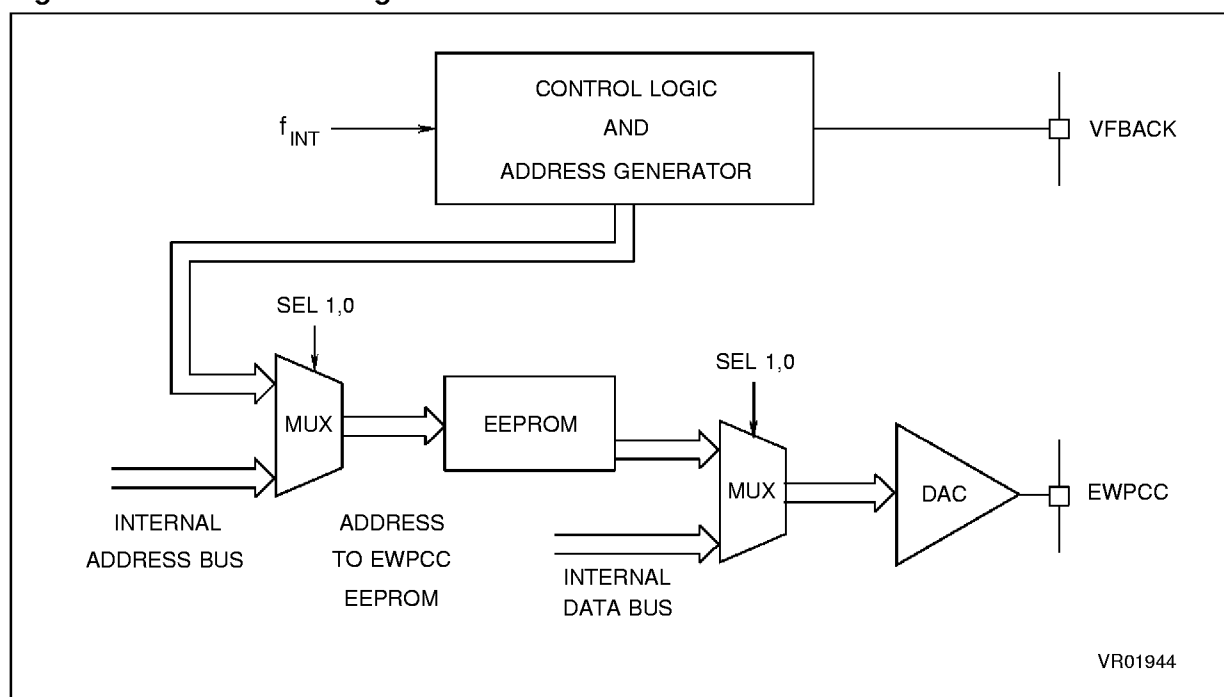 CONTROL LOGIC
AND
ADDRESS GENERATOR
fINT
VFBACK
SEL 1,0
MUX
EEPROM
SEL 1,0
MUX
DAC
EWPCC
INTERNAL
ADDRESS BUS
ADDRESS
TO EWPCC
EEPROM
INTERNAL
DATA BUS
VR01944